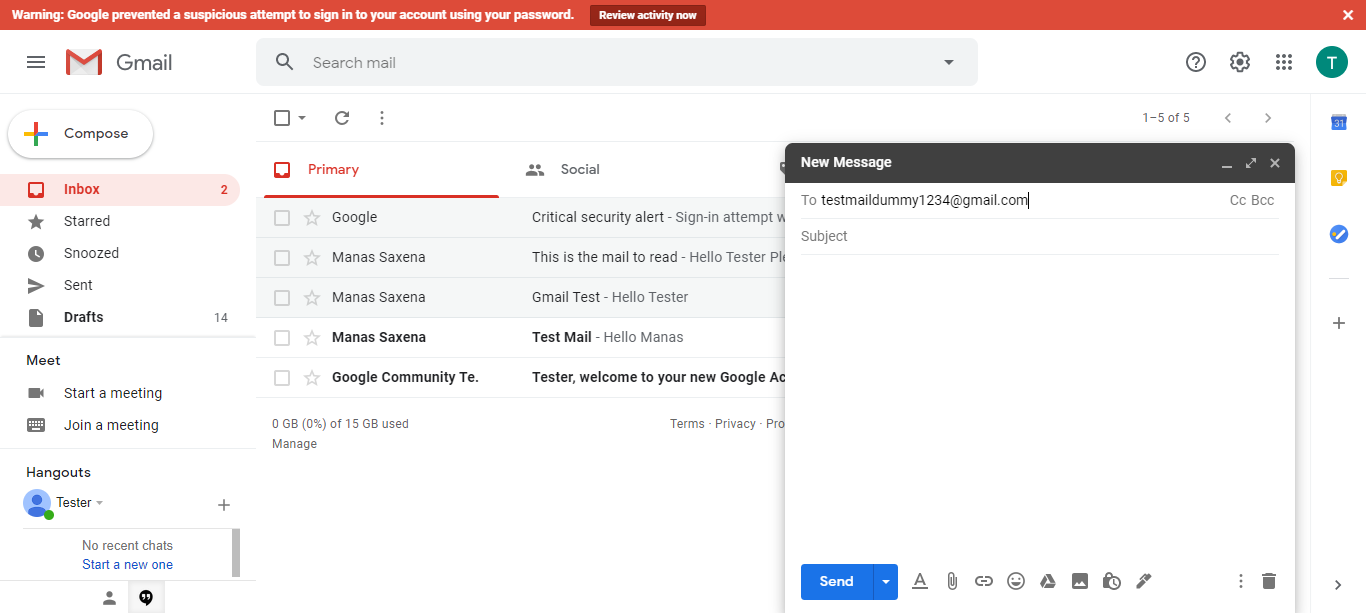 Warning: Google prevented a suspicious attempt to sign in to your account using your password. Review activity now
Gmail
Search mail
T
Compose
1–5 of 5
31
Inbox 2
Starred
Snoozed
Sent
Drafts 14
Meet
Start a meeting
Join a meeting
Hangouts
Tester
No recent chats
Start a new one
Primary
Social
Google Critical security alert - Sign-in attempt w
Manas Saxena This is the mail to read - Hello Tester Ple
Manas Saxena Gmail Test - Hello Tester
Manas Saxena Test Mail - Hello Manas
Google Community Te. Tester, welcome to your new Google Ac
0 GB (0%) of 15 GB used
Manage
Terms · Privacy · Pro
New Message
To testmaildummy1234@gmail.com Cc Bcc
Subject
Send